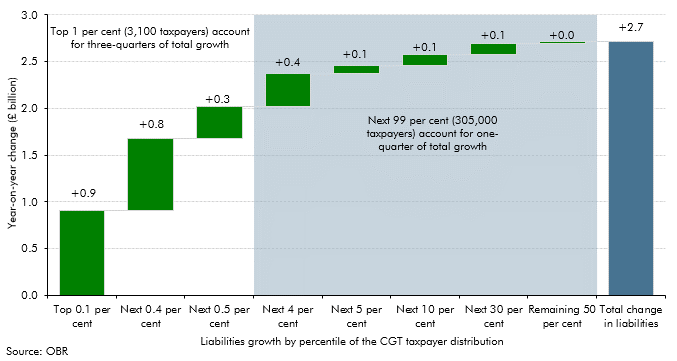 Top 1 per cent (3,100 taxpayers) account
for three-quarters of total growth
Next 99 per cent (305,000
taxpayers) account for one-
quarter of total growth
Year-on-year change (£ billion)
3.0
2.5
2.0
1.5
1.0
0.5
0.0
+0.9
+0.8
+0.3
+0.4
+0.1
+0.1
+0.1
+0.0
+2.7
Top 0.1 per
cent
Next 0.4 per
cent
Next 0.5 per
cent
Next 4 per
cent
Next 5 per
cent
Next 10 per
cent
Next 30 per
cent
Remaining 50
per cent
Total change
in liabilities
Liabilities growth by percentile of the CGT taxpayer distribution
Source: OBR